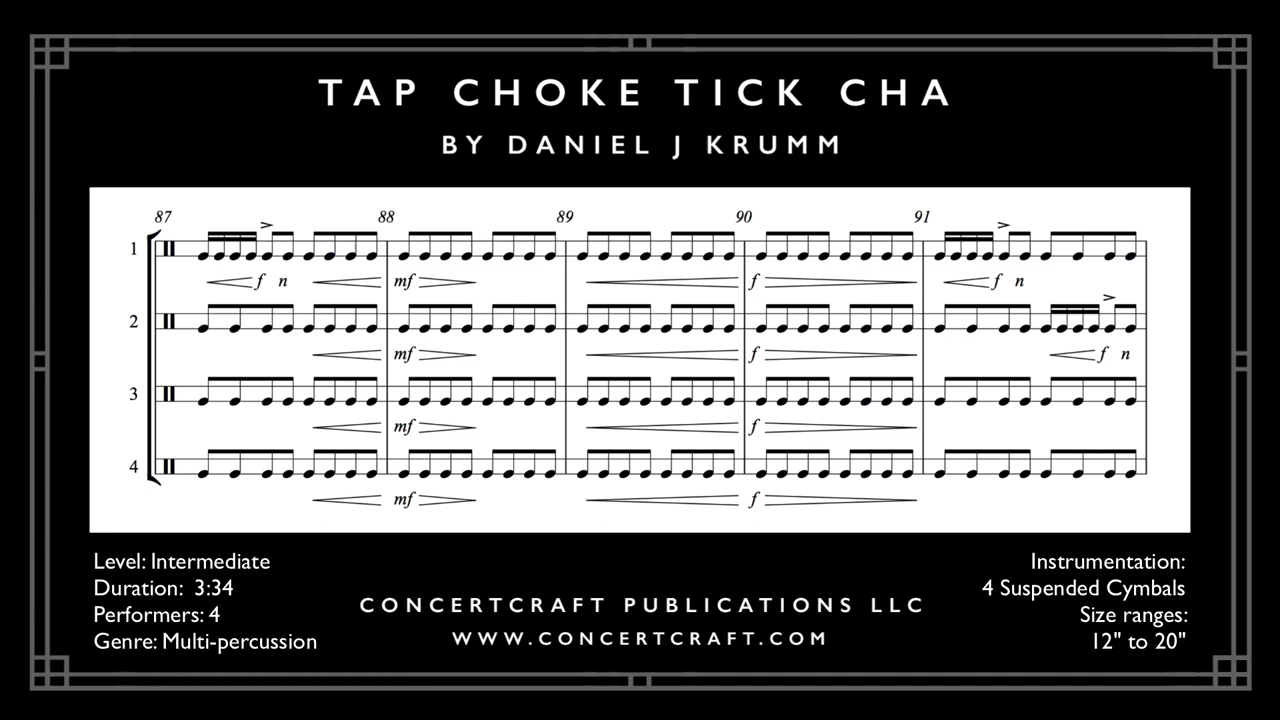 TAP CHOKE TICK CHA
BY DANIEL J KRUMM
87 88 89 90 91
1
f n mf f f n
2
mf f f n
3
mf f
4
mf f
Level: Intermediate
Duration: 3:34
Performers: 4
Genre: Multi-percussion
CONCERTCRAFT PUBLICATIONS LLC
WWW.CONCERTCRAFT.COM
Instrumentation:
4 Suspended Cymbals
Size ranges:
12" to 20"